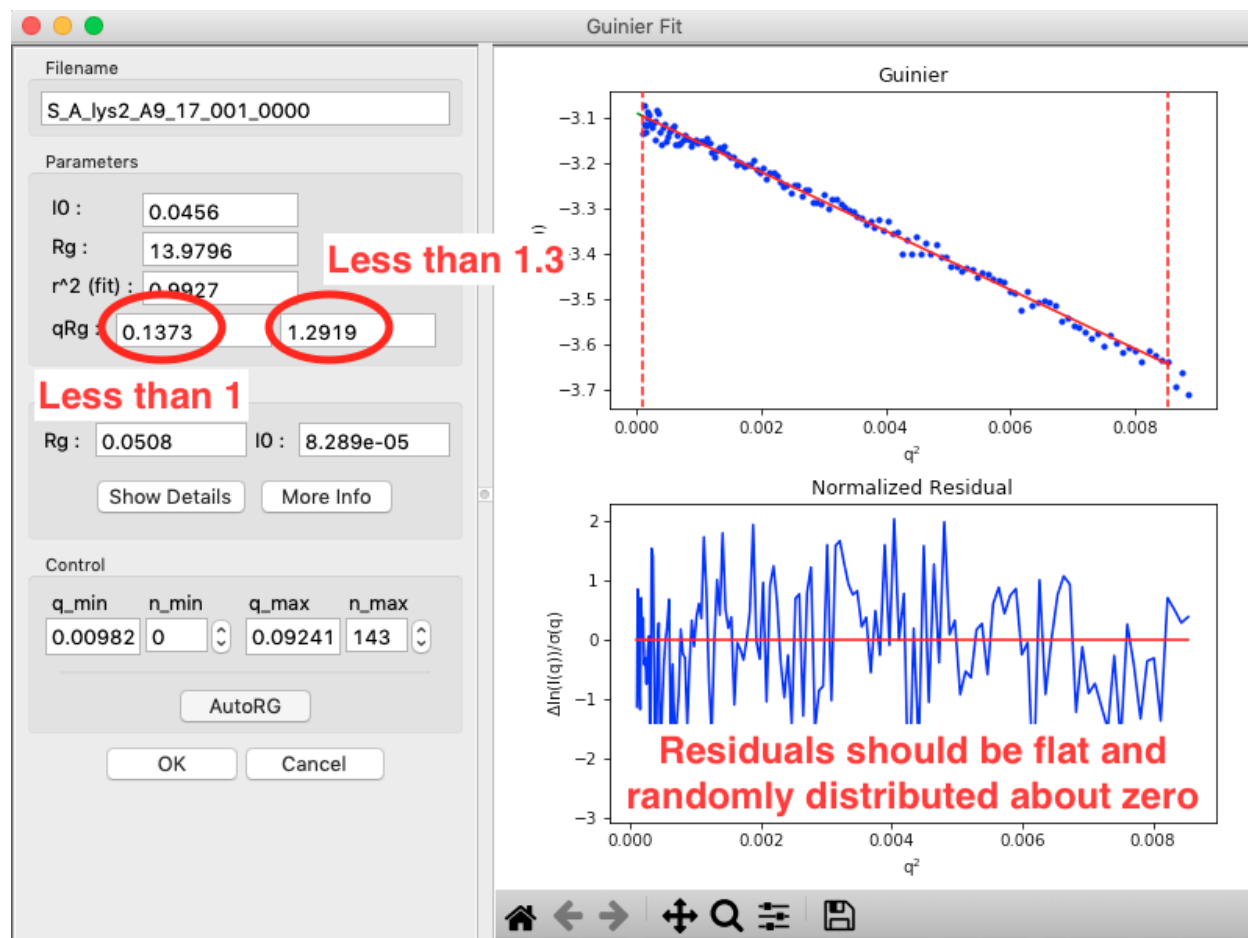 Guinier Fit
Filename
S_A_lys2_A9_17_001_0000
Parameters
I0 : 0.0456
Rg : 13.9796
r^2 (fit) : 0.9927
qRg : 0.1373 1.2919
Less than 1.3
Less than 1
Rg : 0.0508 I0 : 8.289e-05
Show Details More Info
Control
q_min n_min q_max n_max
0.00982 0 0.09241 143
AutoRG
OK Cancel
Guinier
−3.1
−3.2
−3.3
−3.4
−3.5
−3.6
−3.7
0.000 0.002 0.004 0.006 0.008
q²
Normalized Residual
Δln(I(q))/σ(q)
2
1
0
−1
−2
−3
Residuals should be flat and
randomly distributed about zero
0.000 0.002 0.004 0.006 0.008
q²